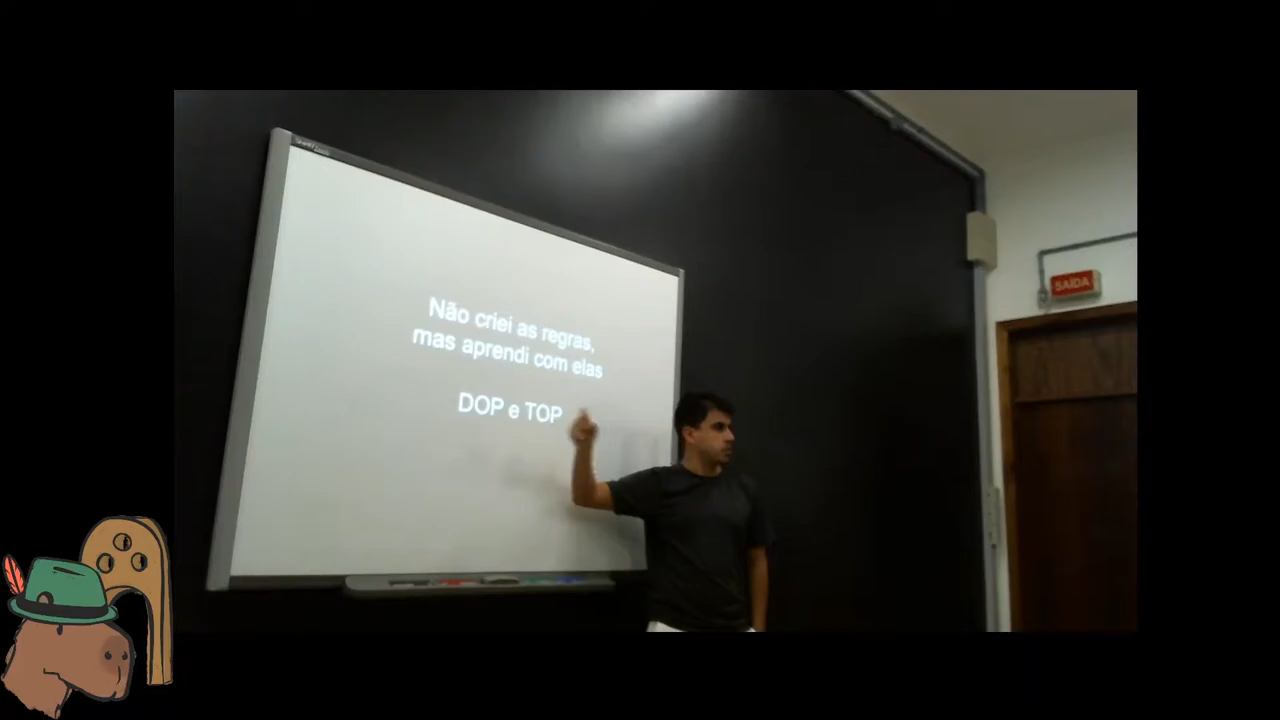 Não criei as regras,
mas aprendi com elas
DOP e TOP
SAÍDA